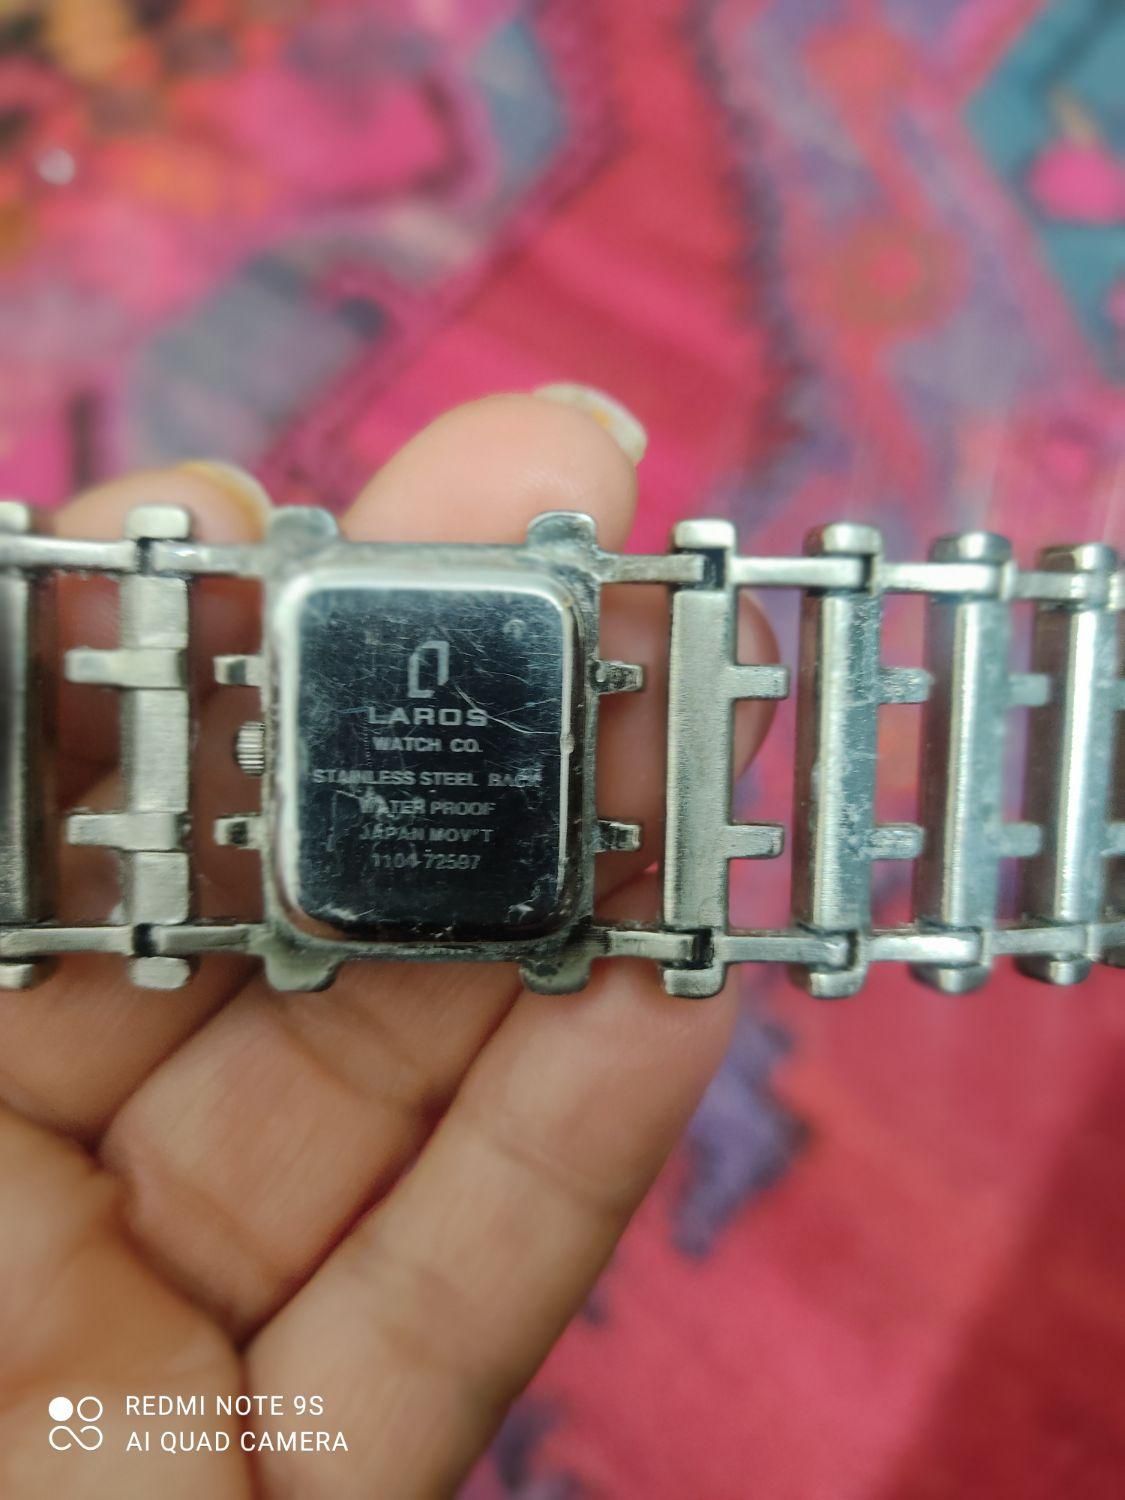 LAROS
WATCH CO.
STAINLESS STEEL BACK
WATER PROOF
JAPAN MOV'T
1104-72597
REDMI NOTE 9S
AI QUAD CAMERA